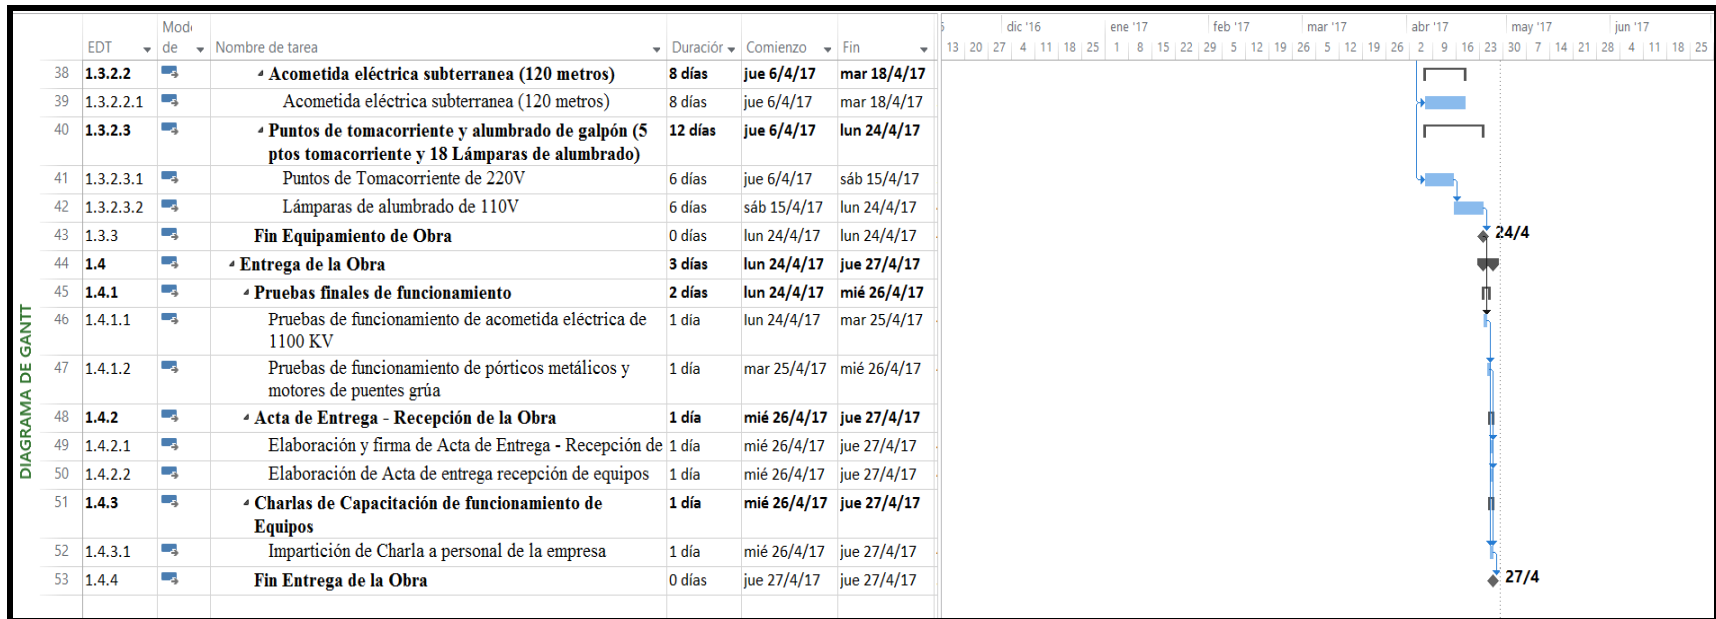 Modo
EDT de Nombre de tarea Duración Comienzo Fin
dic '16 ene '17 feb '17 mar '17 abr '17 may '17 jun '17
13 20 27 4 11 18 25 1 8 15 22 29 5 12 19 26 5 12 19 26 2 9 16 23 30 7 14 21 28 4 11 18 25
38 1.3.2.2 Acometida eléctrica subterranea (120 metros) 8 días jue 6/4/17 mar 18/4/17
39 1.3.2.2.1 Acometida eléctrica subterranea (120 metros) 8 días jue 6/4/17 mar 18/4/17
40 1.3.2.3 Puntos de tomacorriente y alumbrado de galpón (5 12 días jue 6/4/17 lun 24/4/17
ptos tomacorriente y 18 Lámparas de alumbrado)
41 1.3.2.3.1 Puntos de Tomacorriente de 220V 6 días jue 6/4/17 sáb 15/4/17
42 1.3.2.3.2 Lámparas de alumbrado de 110V 6 días sáb 15/4/17 lun 24/4/17
43 1.3.3 Fin Equipamiento de Obra 0 días lun 24/4/17 lun 24/4/17 24/4
44 1.4 Entrega de la Obra 3 días lun 24/4/17 jue 27/4/17
45 1.4.1 Pruebas finales de funcionamiento 2 días lun 24/4/17 mié 26/4/17
46 1.4.1.1 Pruebas de funcionamiento de acometida eléctrica de 1 día lun 24/4/17 mar 25/4/17
1100 KV
47 1.4.1.2 Pruebas de funcionamiento de pórticos metálicos y 1 día mar 25/4/17 mié 26/4/17
motores de puentes grúa
48 1.4.2 Acta de Entrega - Recepción de la Obra 1 día mié 26/4/17 jue 27/4/17
49 1.4.2.1 Elaboración y firma de Acta de Entrega - Recepción de 1 día mié 26/4/17 jue 27/4/17
50 1.4.2.2 Elaboración de Acta de entrega recepción de equipos 1 día mié 26/4/17 jue 27/4/17
51 1.4.3 Charlas de Capacitación de funcionamiento de 1 día mié 26/4/17 jue 27/4/17
Equipos
52 1.4.3.1 Impartición de Charla a personal de la empresa 1 día mié 26/4/17 jue 27/4/17
53 1.4.4 Fin Entrega de la Obra 0 días jue 27/4/17 jue 27/4/17 27/4
DIAGRAMA DE GANTT